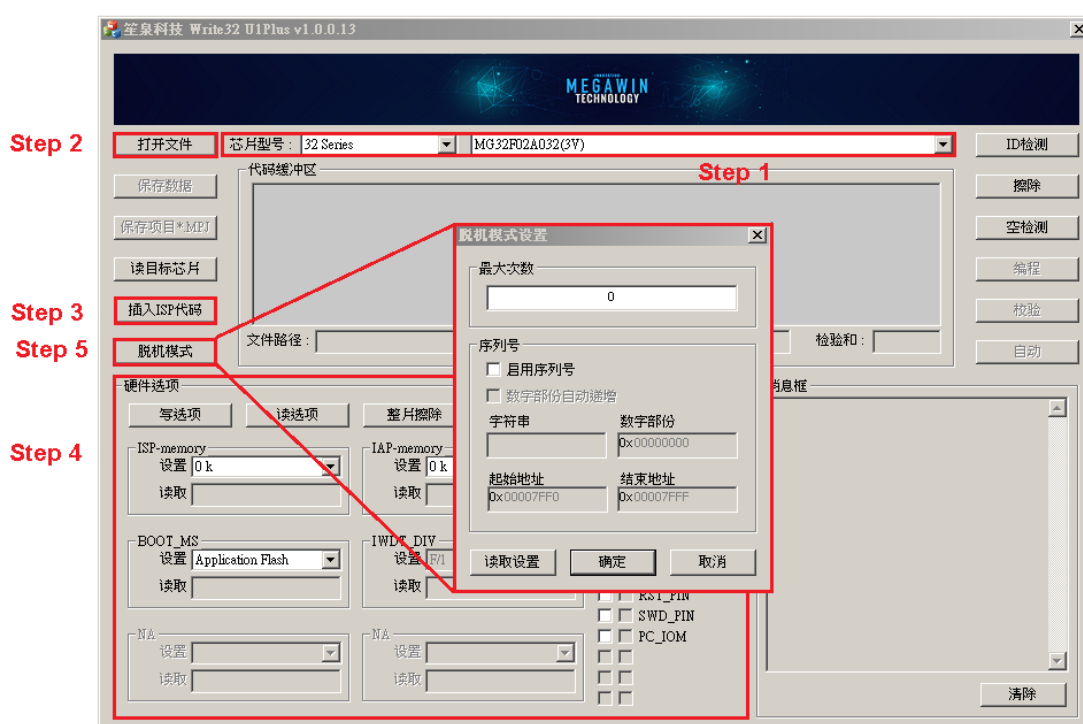 笙泉科技 Write32 U1Plus v1.0.0.13
MEGAWIN
TECHNOLOGY
Step 2
打开文件
芯片型号：
32 Series
MG32F02A032(3V)
ID检测
Step 1
保存数据
代码缓冲区
擦除
保存项目*.MPJ
空检测
读目标芯片
编程
Step 3
插入ISP代码
校验
Step 5
脱机模式
文件路径：
检验和：
自动
脱机模式设置
最大次数
0
序列号
启用序列号
数字部份自动递增
字符串
数字部份
0x00000000
起始地址
结束地址
0x00007FF0
0x00007FFF
读取设置
确定
取消
Step 4
硬件选项
写选项
读选项
整片擦除
ISP-memory
设置
0 k
读取
IAP-memory
设置
0 k
读取
BOOT_MS
设置
Application Flash
读取
IWDT_DIV
设置
F/1
读取
NA
设置
读取
NA
设置
读取
RST_PIN
SWD_PIN
PC_IOM
消息框
清除